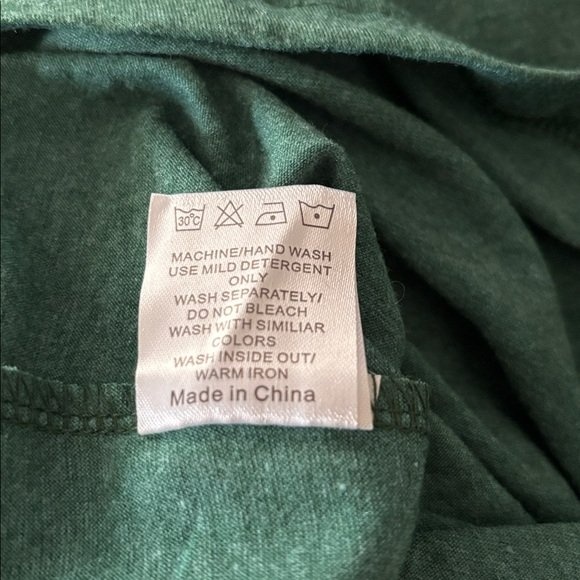 30°C
MACHINE/HAND WASH
USE MILD DETERGENT
ONLY
WASH SEPARATELY/
DO NOT BLEACH
WASH WITH SIMILIAR
COLORS
WASH INSIDE OUT/
WARM IRON
Made in China